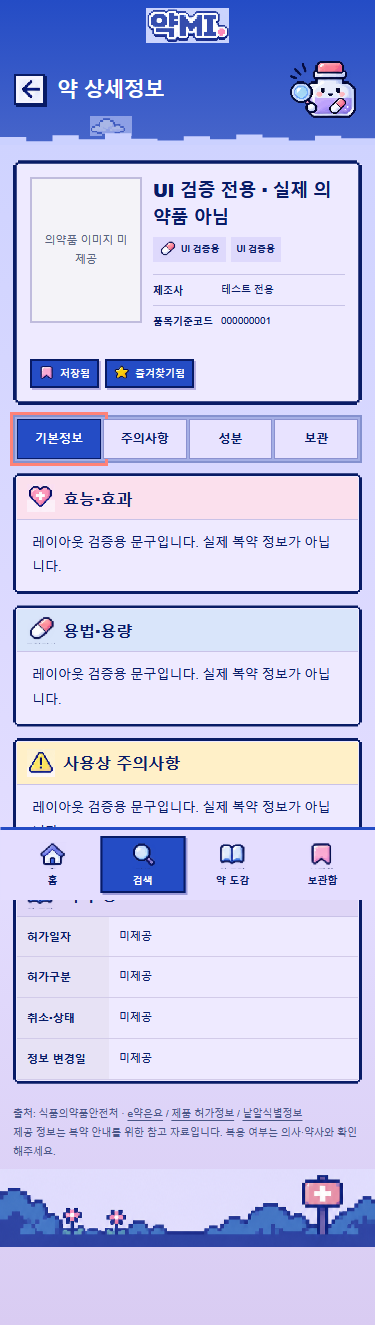 약MI.
약 상세정보
의약품 이미지 미
제공
UI 검증 전용 · 실제 의
약품 아님
UI 검증용
UI 검증용
제조사 테스트 전용
품목기준코드 000000001
저장됨
즐겨찾기됨
기본정보
주의사항
성분
보관
효능·효과
레이아웃 검증용 문구입니다. 실제 복약 정보가 아닙
니다.
용법·용량
레이아웃 검증용 문구입니다. 실제 복약 정보가 아닙
니다.
사용상 주의사항
레이아웃 검증용 문구입니다. 실제 복약 정보가 아닙
홈
검색
약 도감
보관함
허가일자 미제공
허가구분 미제공
취소·상태 미제공
정보 변경일 미제공
출처: 식품의약품안전처 · e약은요 / 제품 허가정보 / 낱알식별정보
제공 정보는 복약 안내를 위한 참고 자료입니다. 복용 여부는 의사·약사와 확인
해주세요.